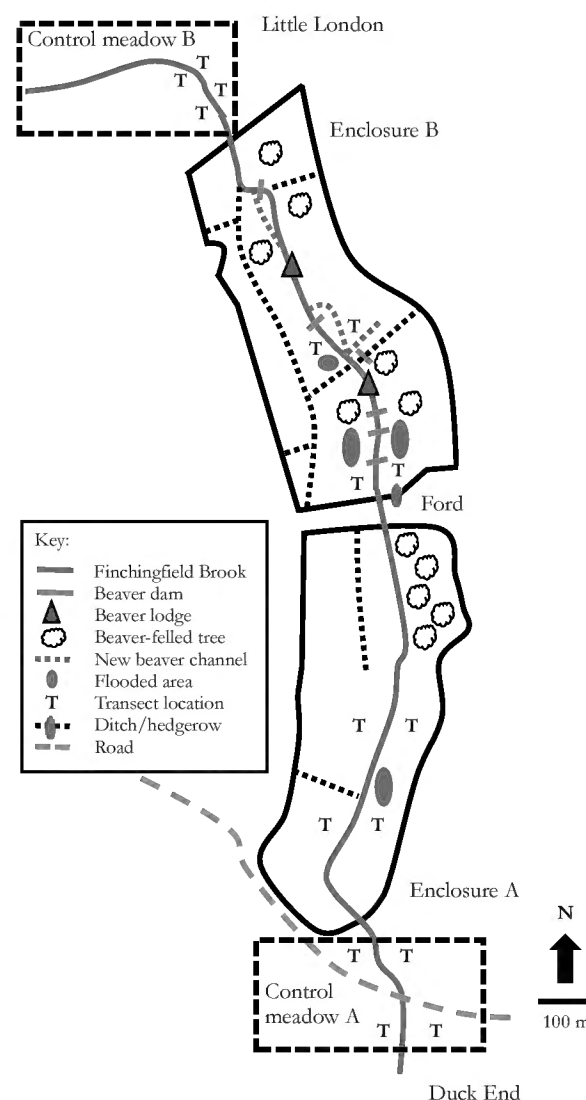 Little London
Control meadow B
T
T
T
T
Enclosure B
T
T
T
T
Ford
Key:
Finchingfield Brook
Beaver dam
Beaver lodge
Beaver-felled tree
New beaver channel
Flooded area
T Transect location
Ditch/hedgerow
Road
T T
T T
Enclosure A
N
T T
Control
meadow A
100 m
T T
Duck End